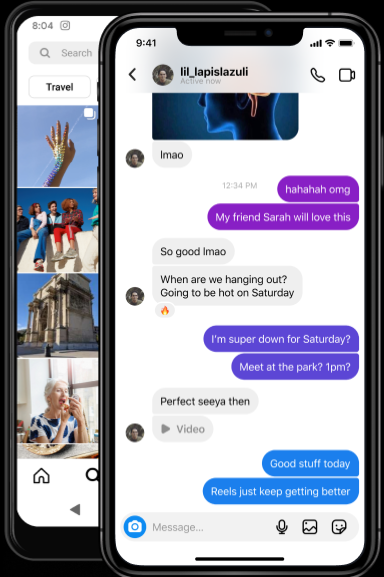 8:04
Search
Travel
9:41
lil_lapislazuli
Active now
lmao
12:34 PM
hahahah omg
My friend Sarah will love this
So good lmao
When are we hanging out?
Going to be hot on Saturday
I'm super down for Saturday?
Meet at the park? 1pm?
Perfect seeya then
Video
Good stuff today
Reels just keep getting better
Message...